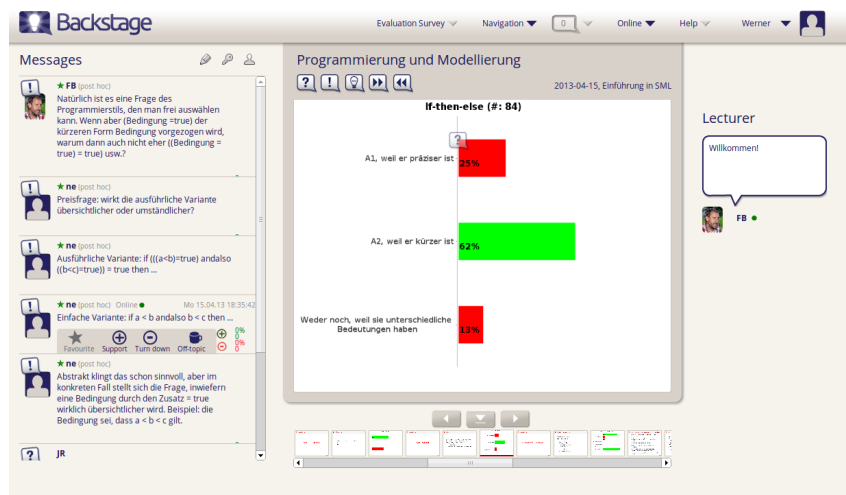 Backstage
Evaluation Survey
Navigation
0
Online
Help
Werner
Messages
FB (post hoc)
Natürlich ist es eine Frage des
Programmierstils, den man frei auswählen
kann. Wenn aber (Bedingung =true) der
kürzeren Form Bedingung vorgezogen wird,
warum dann auch nicht eher ((Bedingung =
true) = true) usw.?
ne (post hoc)
Preisfrage: wirkt die ausführliche Variante
übersichtlicher oder umständlicher?
ne (post hoc)
Ausführliche Variante: if (((a<b)=true) andalso
((b<c)=true)) = true then ...
ne (post hoc) Online Mo 15.04.13 18:35:42
Einfache Variante: if a < b andalso b < c then ...
Favourite Support Turn down Off-topic
0%
0
0%
0
ne (post hoc)
Abstrakt klingt das schon sinnvoll, aber im
konkreten Fall stellt sich die Frage, inwiefern
eine Bedingung durch den Zusatz = true
wirklich übersichtlicher wird. Beispiel: die
Bedingung sei, dass a < b < c gilt.
JR
Programmierung und Modellierung
2013-04-15, Einführung in SML
If-then-else (#: 84)
A1, weil er präziser ist
25%
A2, weil er kürzer ist
62%
Weder noch, weil sie unterschiedliche
Bedeutungen haben
13%
Lecturer
Willkommen!
FB